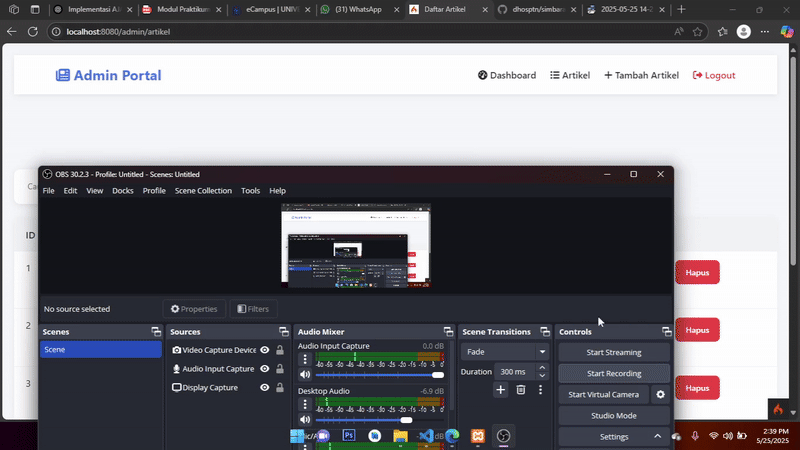 Implementasi AJ
Modul Praktikum
eCampus | UNIV
(31) WhatsApp
Daftar Artikel
dhosptn/simban
2025-05-25 14-2
localhost:8080/admin/artikel
Admin Portal
Dashboard
Artikel
Tambah Artikel
Logout
OBS 30.2.3 - Profile: Untitled - Scenes: Untitled
File Edit View Docks Profile Scene Collection Tools Help
Ca
ID
1
Hapus
2
Hapus
3
Hapus
No source selected
Properties
Filters
Scenes
Scene
Sources
Video Capture Device
Audio Input Capture
Display Capture
Audio Mixer
Audio Input Capture 0.0 dB
-60 -55 -50 -45 -40 -35 -30 -25 -20 -15 -10 -5 0
Desktop Audio -6.9 dB
-60 -55 -50 -45 -40 -35 -30 -25 -20 -15 -10 -5 0
Scene Transitions
Fade
Duration 300 ms
Controls
Start Streaming
Start Recording
Start Virtual Camera
Studio Mode
Settings
2:39 PM
5/25/2025